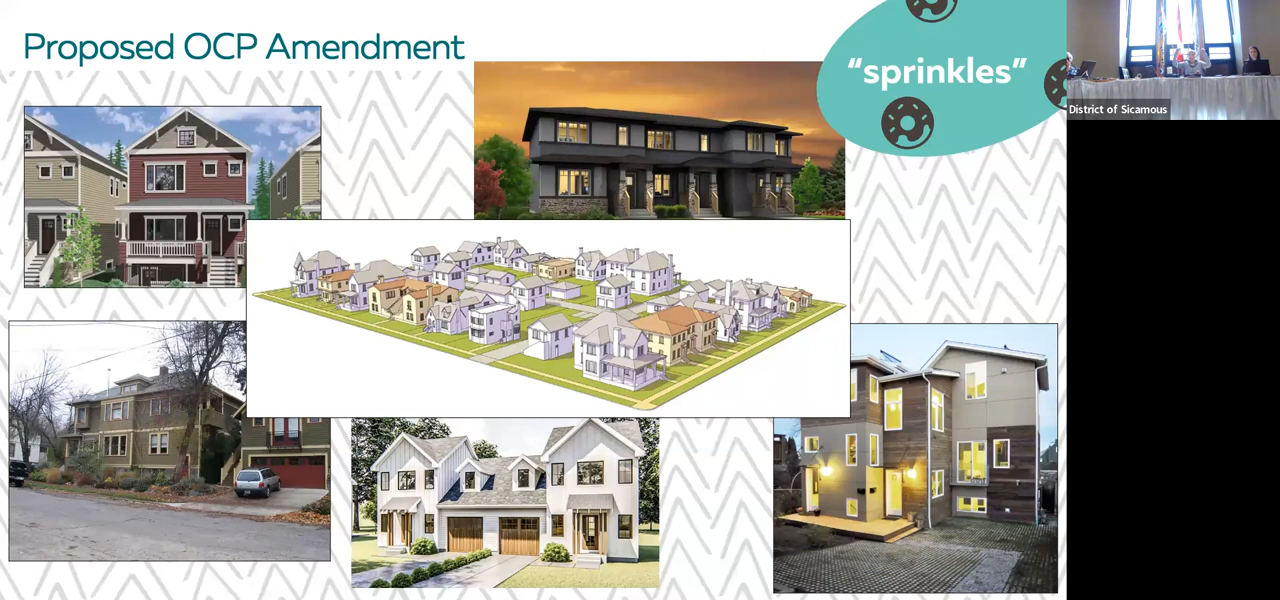 Proposed OCP Amendment
“sprinkles”
District of Sicamous